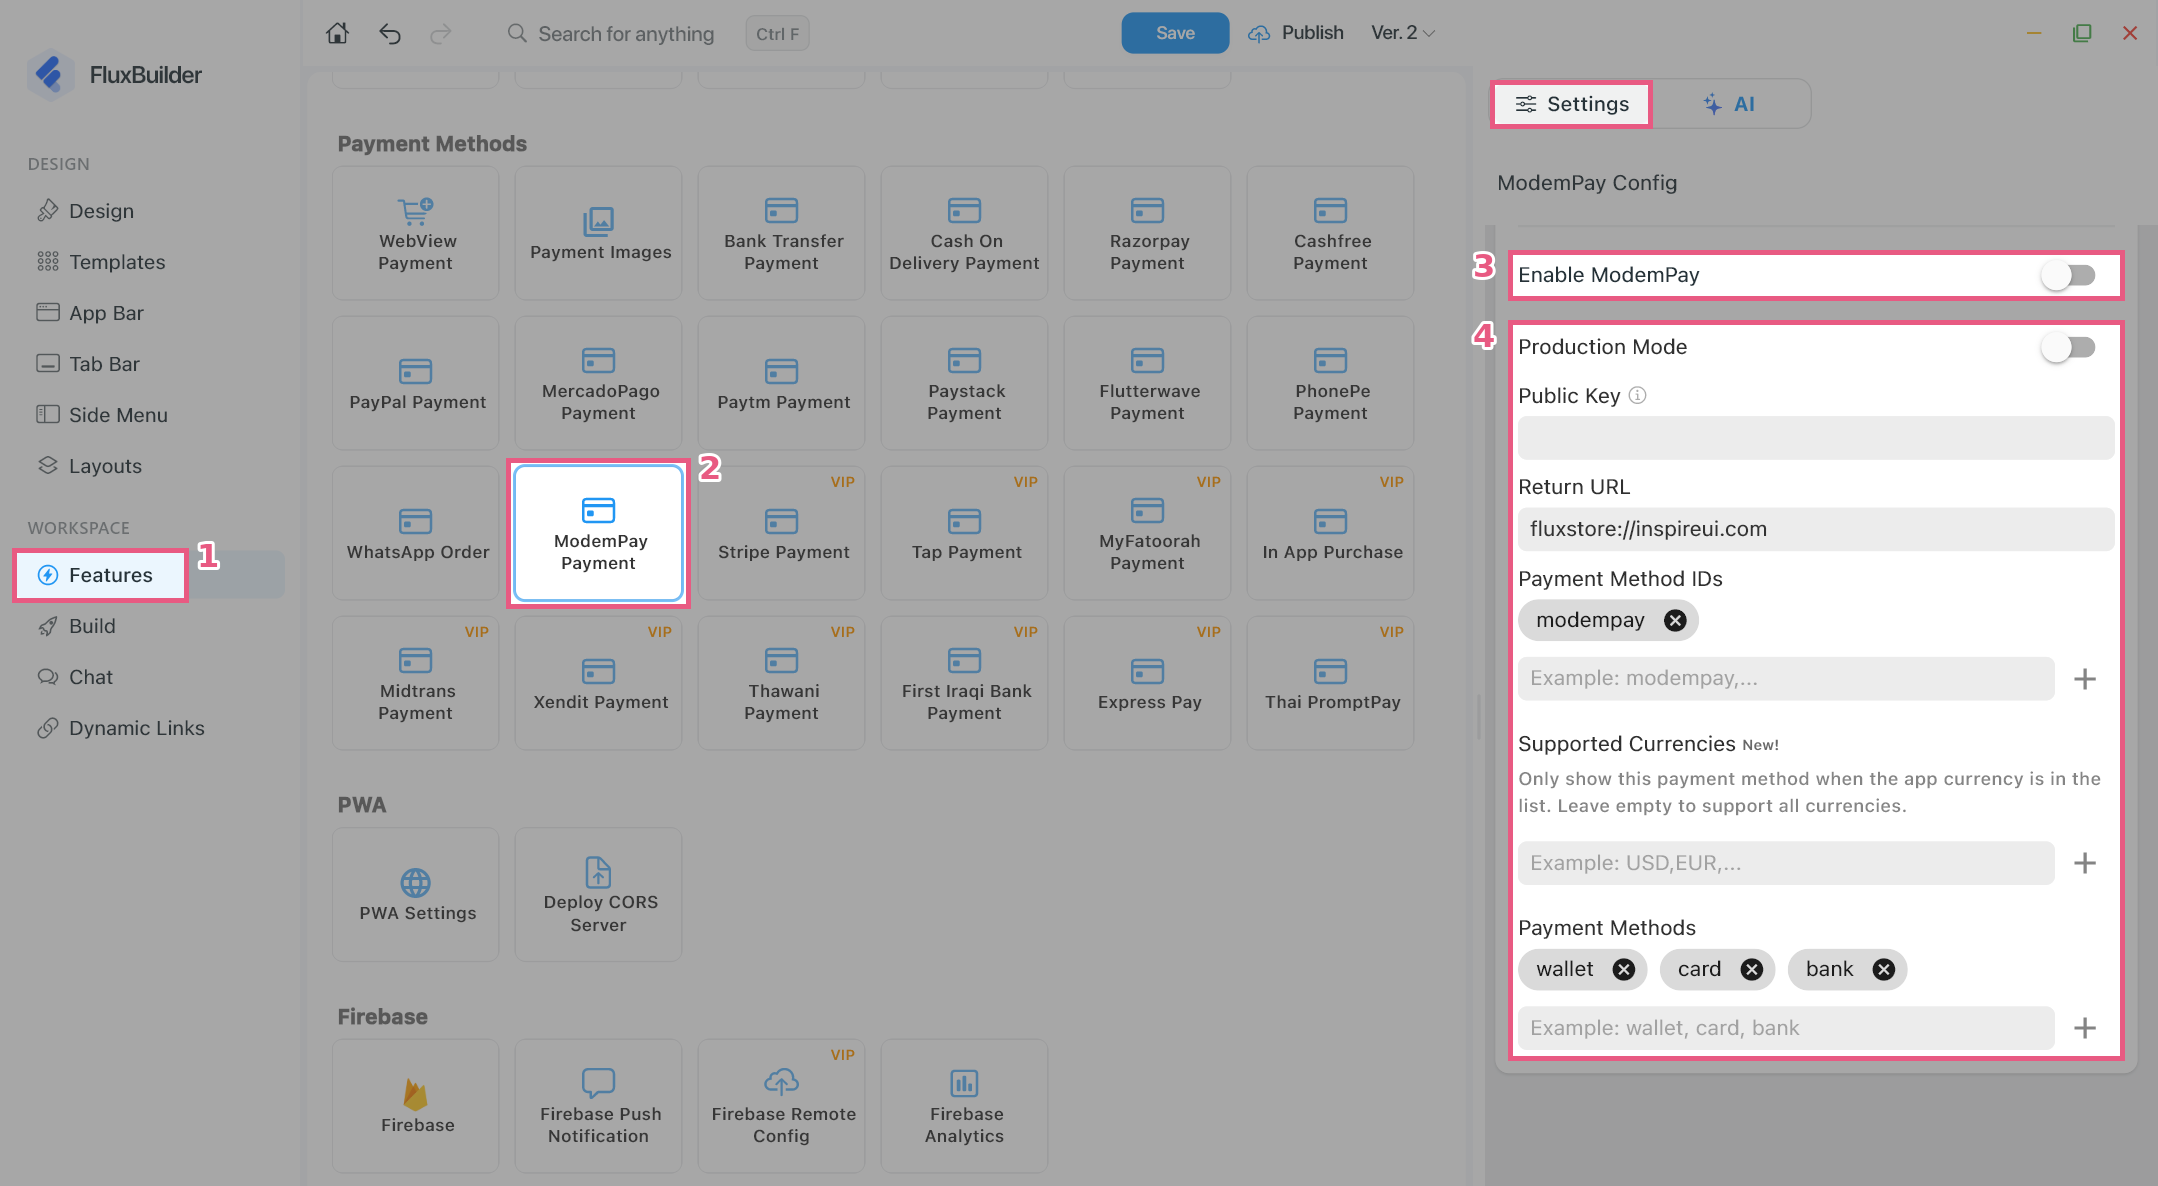 FluxBuilder
Search for anything
Ctrl F
Save
Publish
Ver. 2
DESIGN
Design
Templates
App Bar
Tab Bar
Side Menu
Layouts
WORKSPACE
Features
1
Build
Chat
Dynamic Links
Payment Methods
WebView
Payment
Payment Images
Bank Transfer
Payment
Cash On
Delivery Payment
Razorpay
Payment
Cashfree
Payment
PayPal Payment
MercadoPago
Payment
Paytm Payment
Paystack
Payment
Flutterwave
Payment
PhonePe
Payment
WhatsApp Order
ModemPay
Payment
2
VIP
Stripe Payment
VIP
Tap Payment
VIP
MyFatoorah
Payment
VIP
In App Purchase
VIP
Midtrans
Payment
VIP
Xendit Payment
VIP
Thawani
Payment
VIP
First Iraqi Bank
Payment
VIP
Express Pay
VIP
Thai PromptPay
PWA
PWA Settings
Deploy CORS
Server
Firebase
Firebase
Firebase Push
Notification
VIP
Firebase Remote
Config
Firebase
Analytics
Settings
AI
ModemPay Config
3
Enable ModemPay
4
Production Mode
Public Key
Return URL
fluxstore://inspireui.com
Payment Method IDs
modempay
Example: modempay,...
Supported Currencies New!
Only show this payment method when the app currency is in the
list. Leave empty to support all currencies.
Example: USD,EUR,...
Payment Methods
wallet card bank
Example: wallet, card, bank